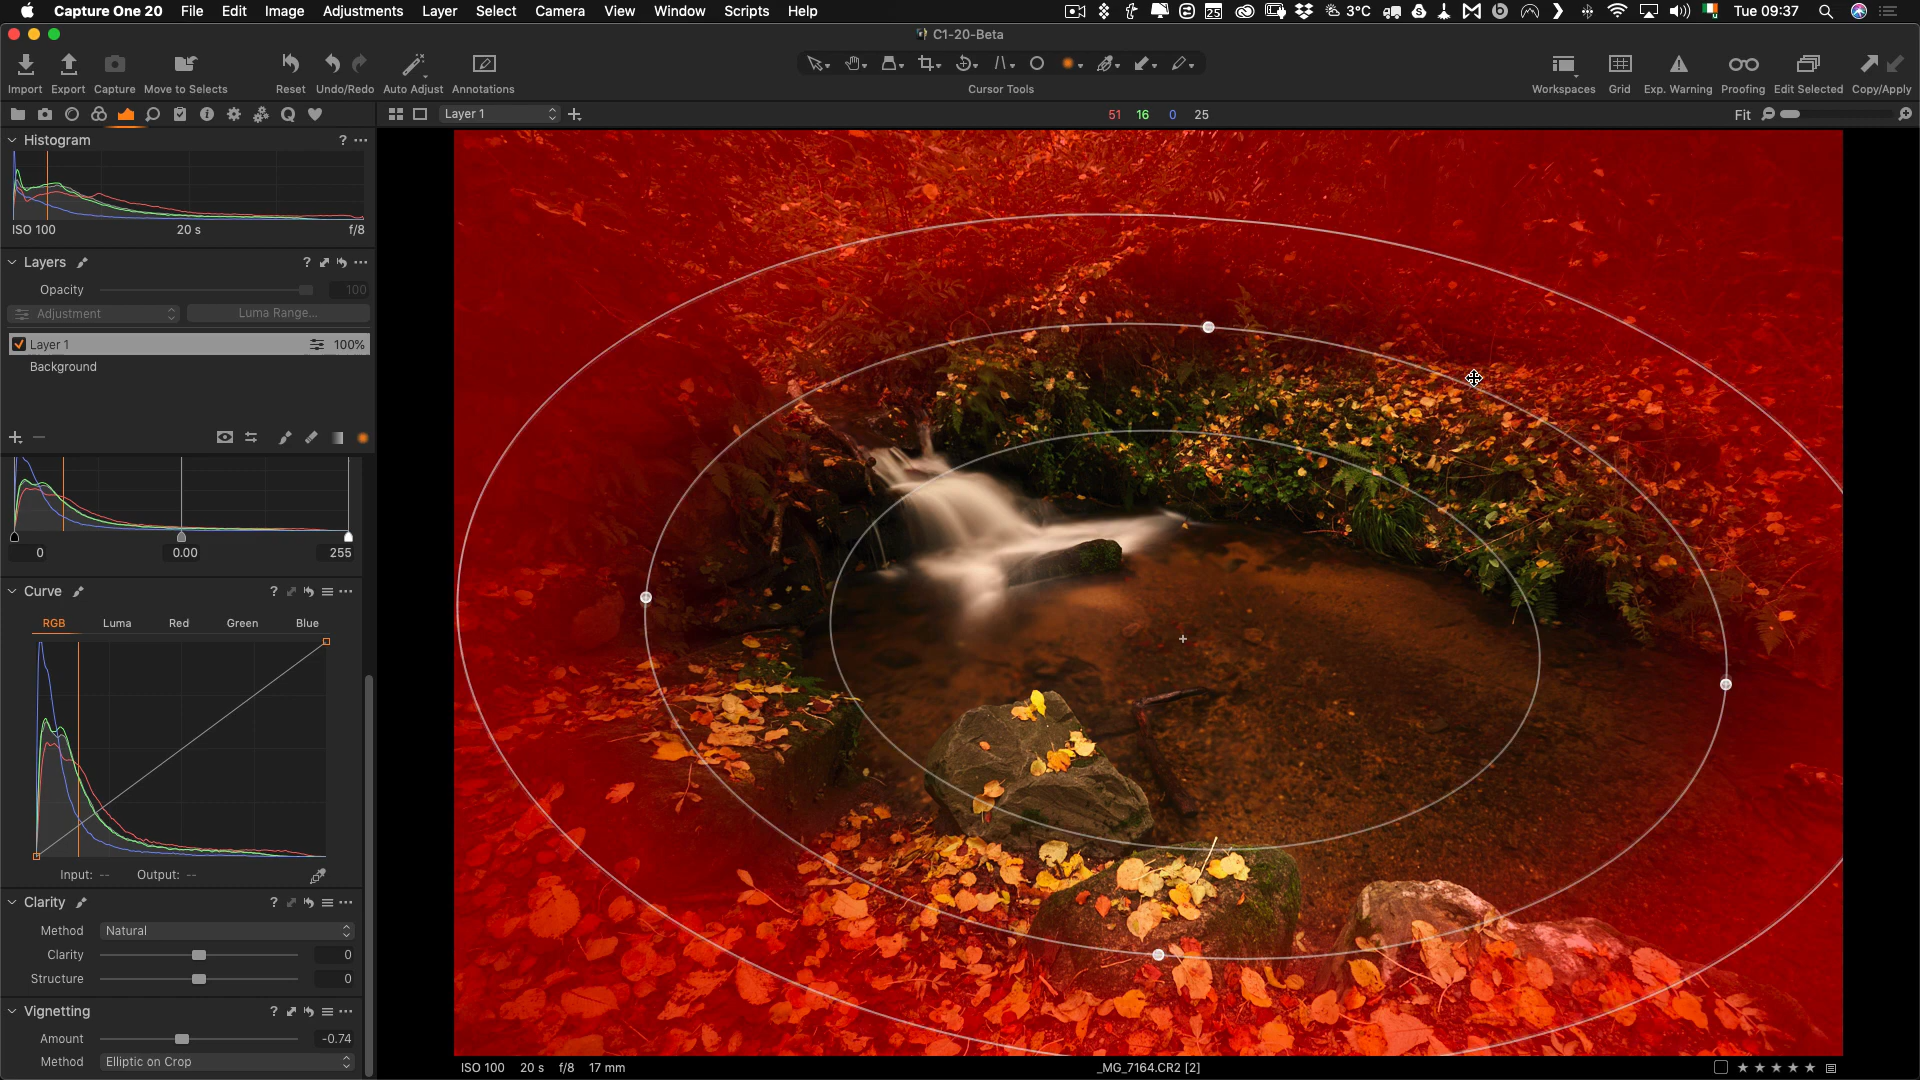 Capture One 20 File Edit Image Adjustments Layer Select Camera View Window Scripts Help 25 3°C Tue 09:37
C1-20-Beta
Import Export Capture Move to Selects Reset Undo/Redo Auto Adjust Annotations Cursor Tools Workspaces Grid Exp. Warning Proofing Edit Selected Copy/Apply
Layer 1 51 16 0 25 Fit
Histogram ?
ISO 100 20 s f/8
Layers ?
Opacity 100
Adjustment Luma Range...
Layer 1 100%
Background
0 0.00 255
Curve ?
RGB Luma Red Green Blue
Input: -- Output: --
Clarity ?
Method Natural
Clarity 0
Structure 0
Vignetting ?
Amount -0.74
Method Elliptic on Crop
ISO 100 20 s f/8 17 mm _MG_7164.CR2 [2]